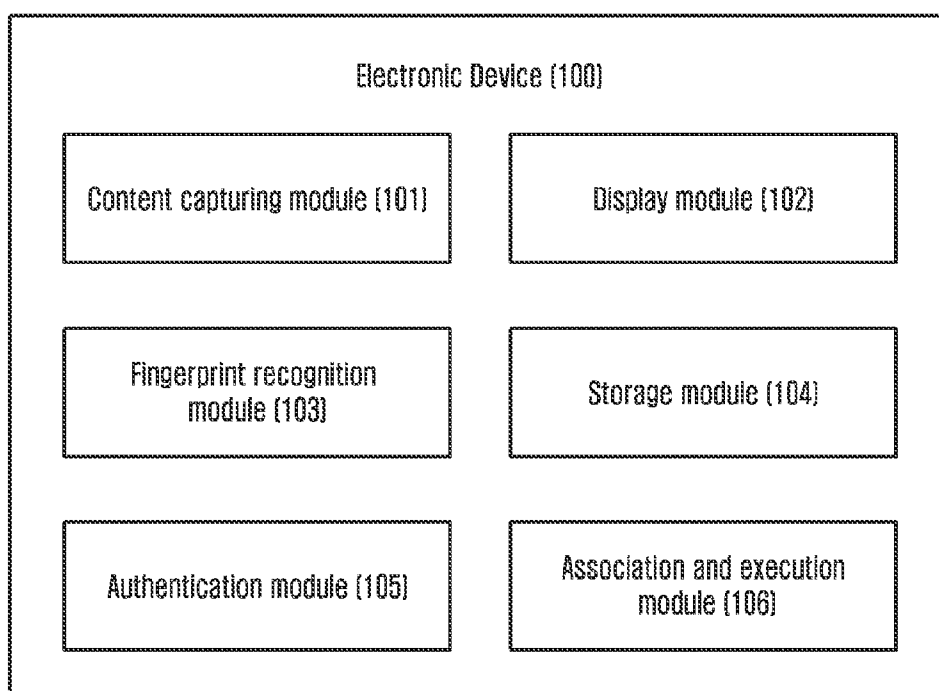 Electronic Device (100)
Content capturing module (101)
Display module (102)
Fingerprint recognition
module (103)
Storage module (104)
Authentication module (105)
Association and execution
module (106)